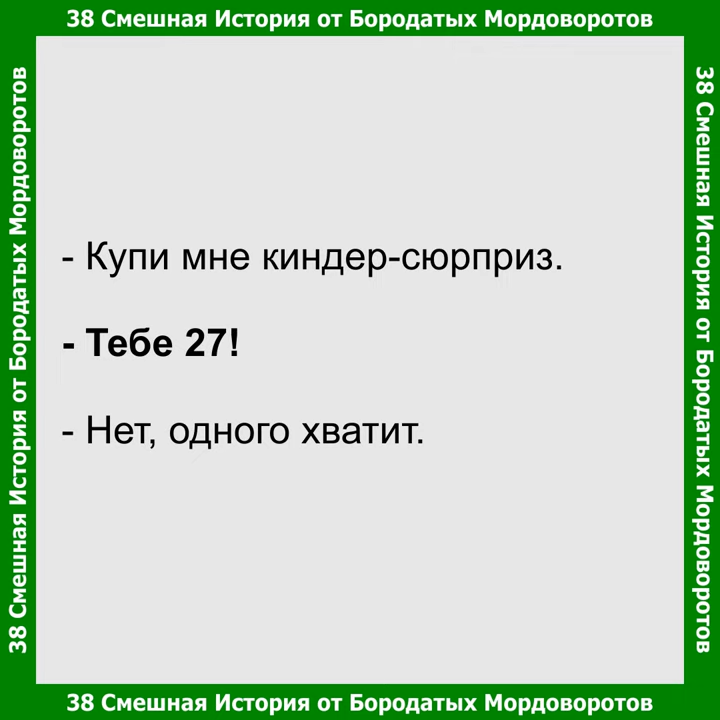 38 Смешная История от Бородатых Мордоворотов
38 Смешная История от Бородатых Мордоворотов
38 Смешная История от Бородатых Мордоворотов
- Купи мне киндер-сюрприз.
- Тебе 27!
- Нет, одного хватит.
38 Смешная История от Бородатых Мордоворотов